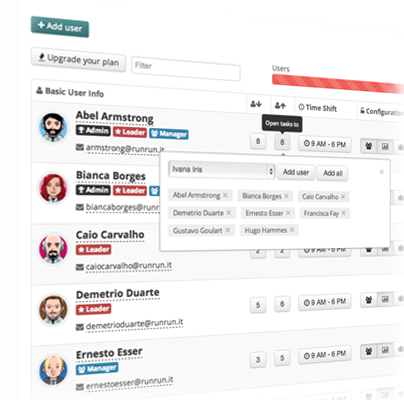 + Add user
Upgrade your plan
Filter
Users
Basic User Info
Time Shift
Configuration
Open tasks to
Abel Armstrong
Admin Leader Manager
armstrong@runrun.it
8 8 9 AM - 6 PM
Ivana Iris Add user Add all ×
Abel Armstrong × Bianca Borges × Caio Carvalho ×
Demetrio Duarte × Ernesto Esser × Francisca Fay ×
Gustavo Goulart × Hugo Hammes ×
Bianca Borges
Admin Leader Manager
biancaborges@runrun.it
Caio Carvalho
Leader
caiocarvalho@runrun.it
2 2 9 AM - 6 PM
Demetrio Duarte
Leader
demetrioduarte@runrun.it
5 6 9 AM - 6 PM
Ernesto Esser
Manager
ernestoesser@runrun.it
3 5 9 AM - 6 PM